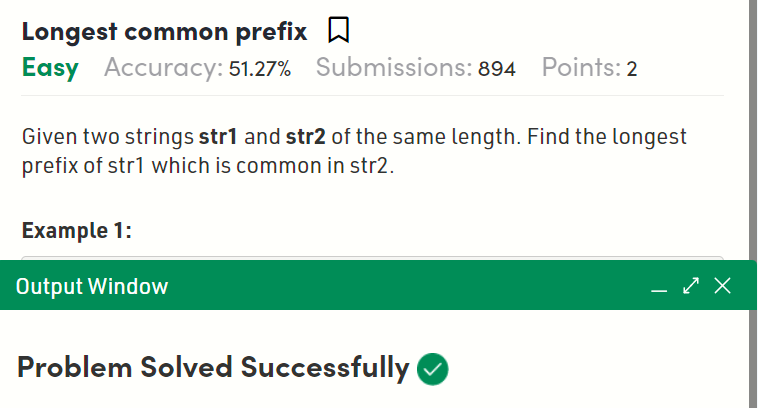 Longest common prefix
Easy Accuracy: 51.27% Submissions: 894 Points: 2
Given two strings str1 and str2 of the same length. Find the longest
prefix of str1 which is common in str2.
Example 1:
Output Window
Problem Solved Successfully